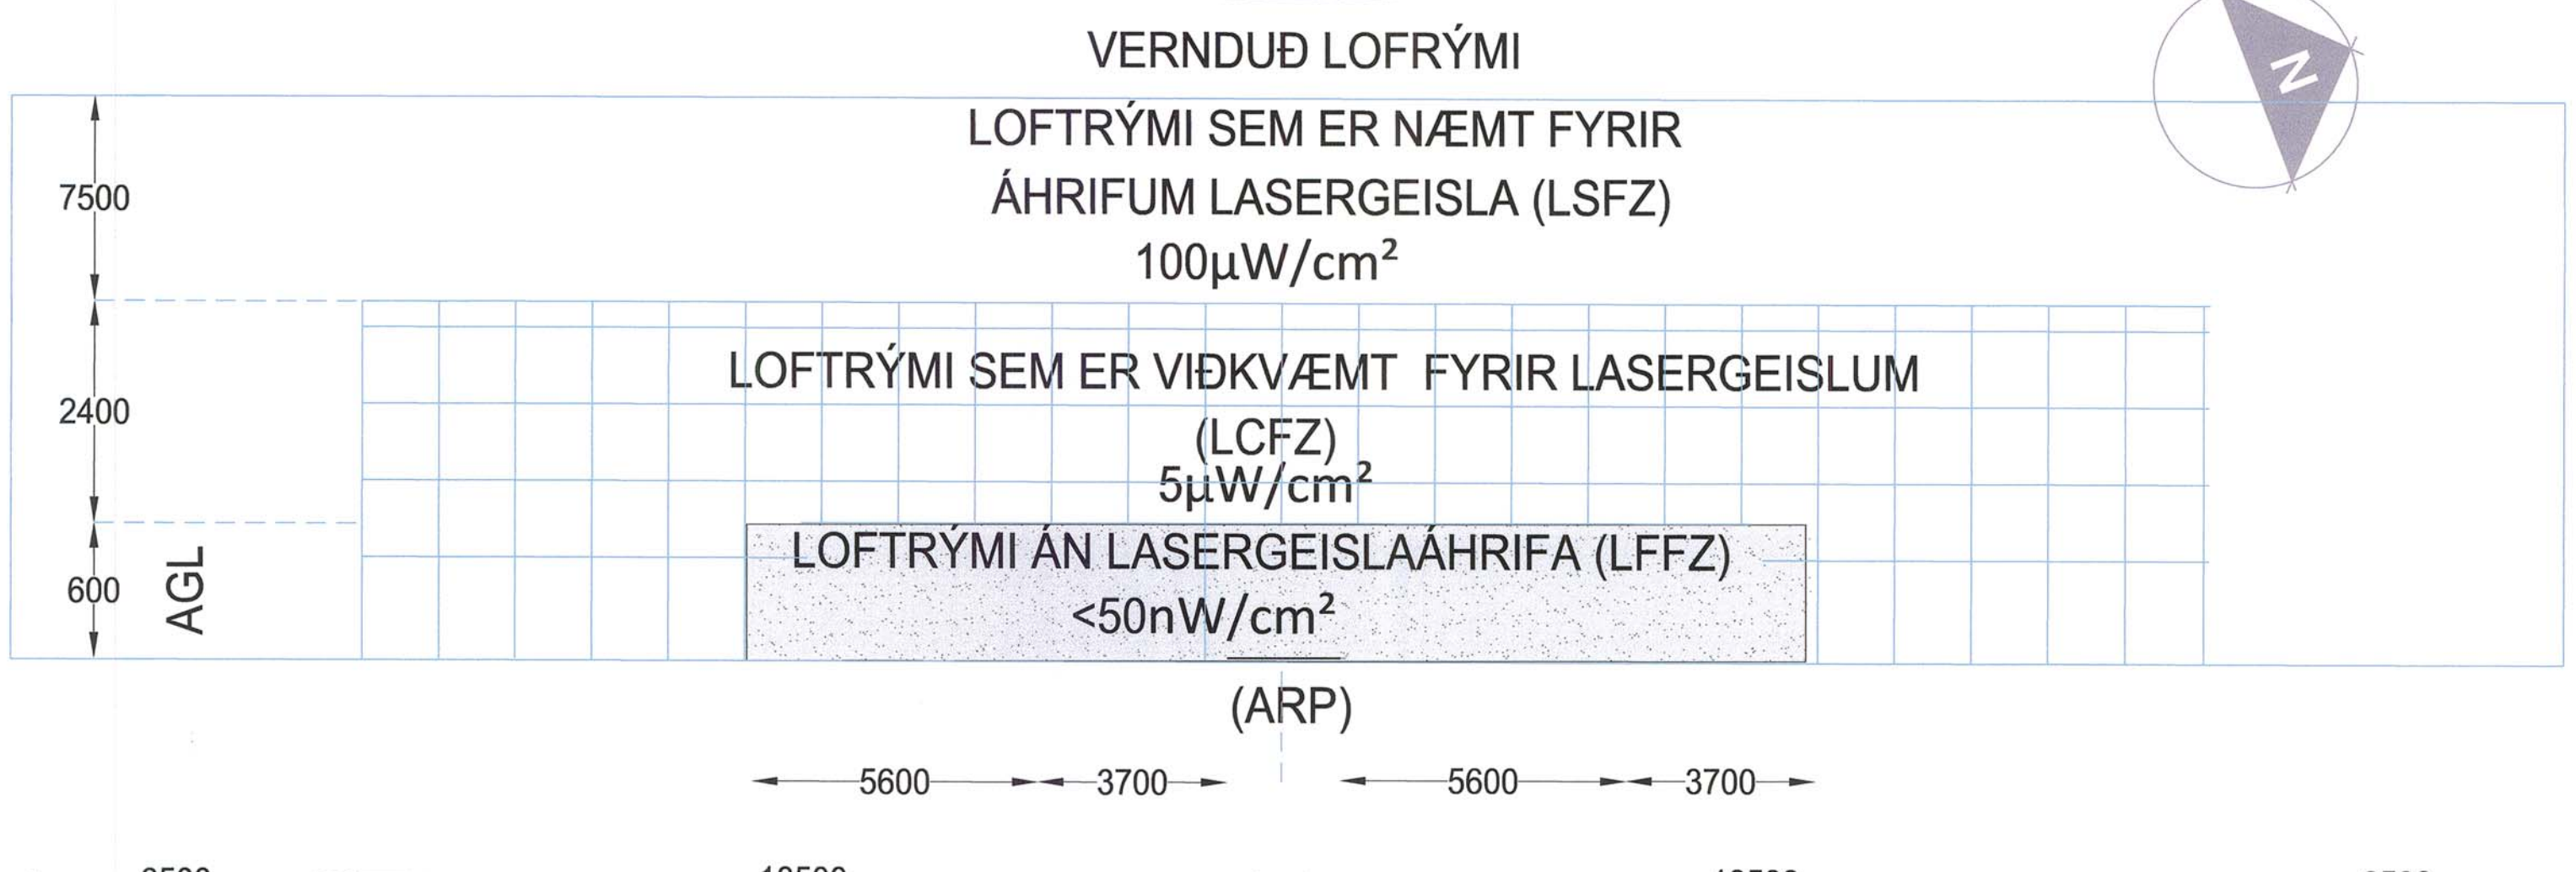 VERNDUÐ LOFRÝMI
N
LOFTRÝMI SEM ER NÆMT FYRIR
ÁHRIFUM LASERGEISLA (LSFZ)
7500
100µW/cm²
LOFTRÝMI SEM ER VIÐKVÆMT FYRIR LASERGEISLUM
2400
(LCFZ)
5µW/cm²
LOFTRÝMI ÁN LASERGEISLAÁHRIFA (LFFZ)
600
AGL
<50nW/cm²
(ARP)
5600 3700 5600 3700